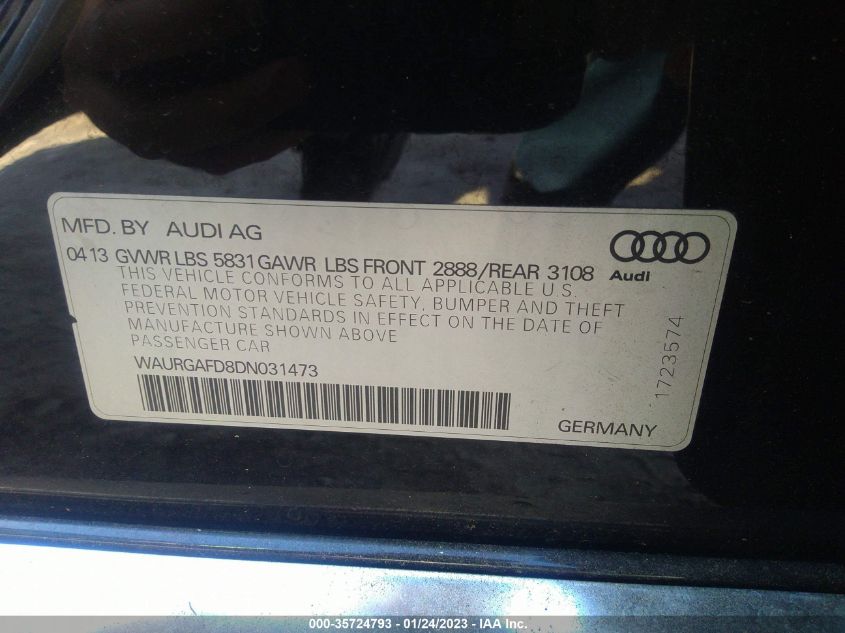 MFD. BY AUDI AG
04 13 GVWR LBS 5831 GAWR LBS FRONT 2888/REAR 3108
Audi
THIS VEHICLE CONFORMS TO ALL APPLICABLE U S.
FEDERAL MOTOR VEHICLE SAFETY, BUMPER AND THEFT
PREVENTION STANDARDS IN EFFECT ON THE DATE OF
MANUFACTURE SHOWN ABOVE
PASSENGER CAR
WAURGAFD8DN031473
1723574
GERMANY
000-35724793 - 01/24/2023 - IAA Inc.